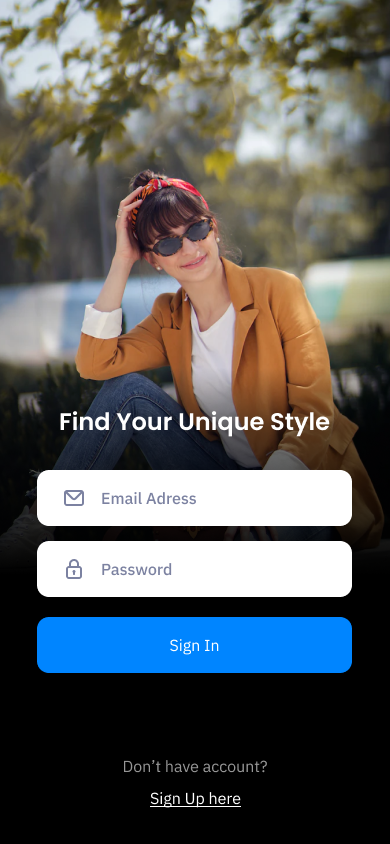 Find Your Unique Style
Email Adress
Password
Sign In
Don’t have account?
Sign Up here